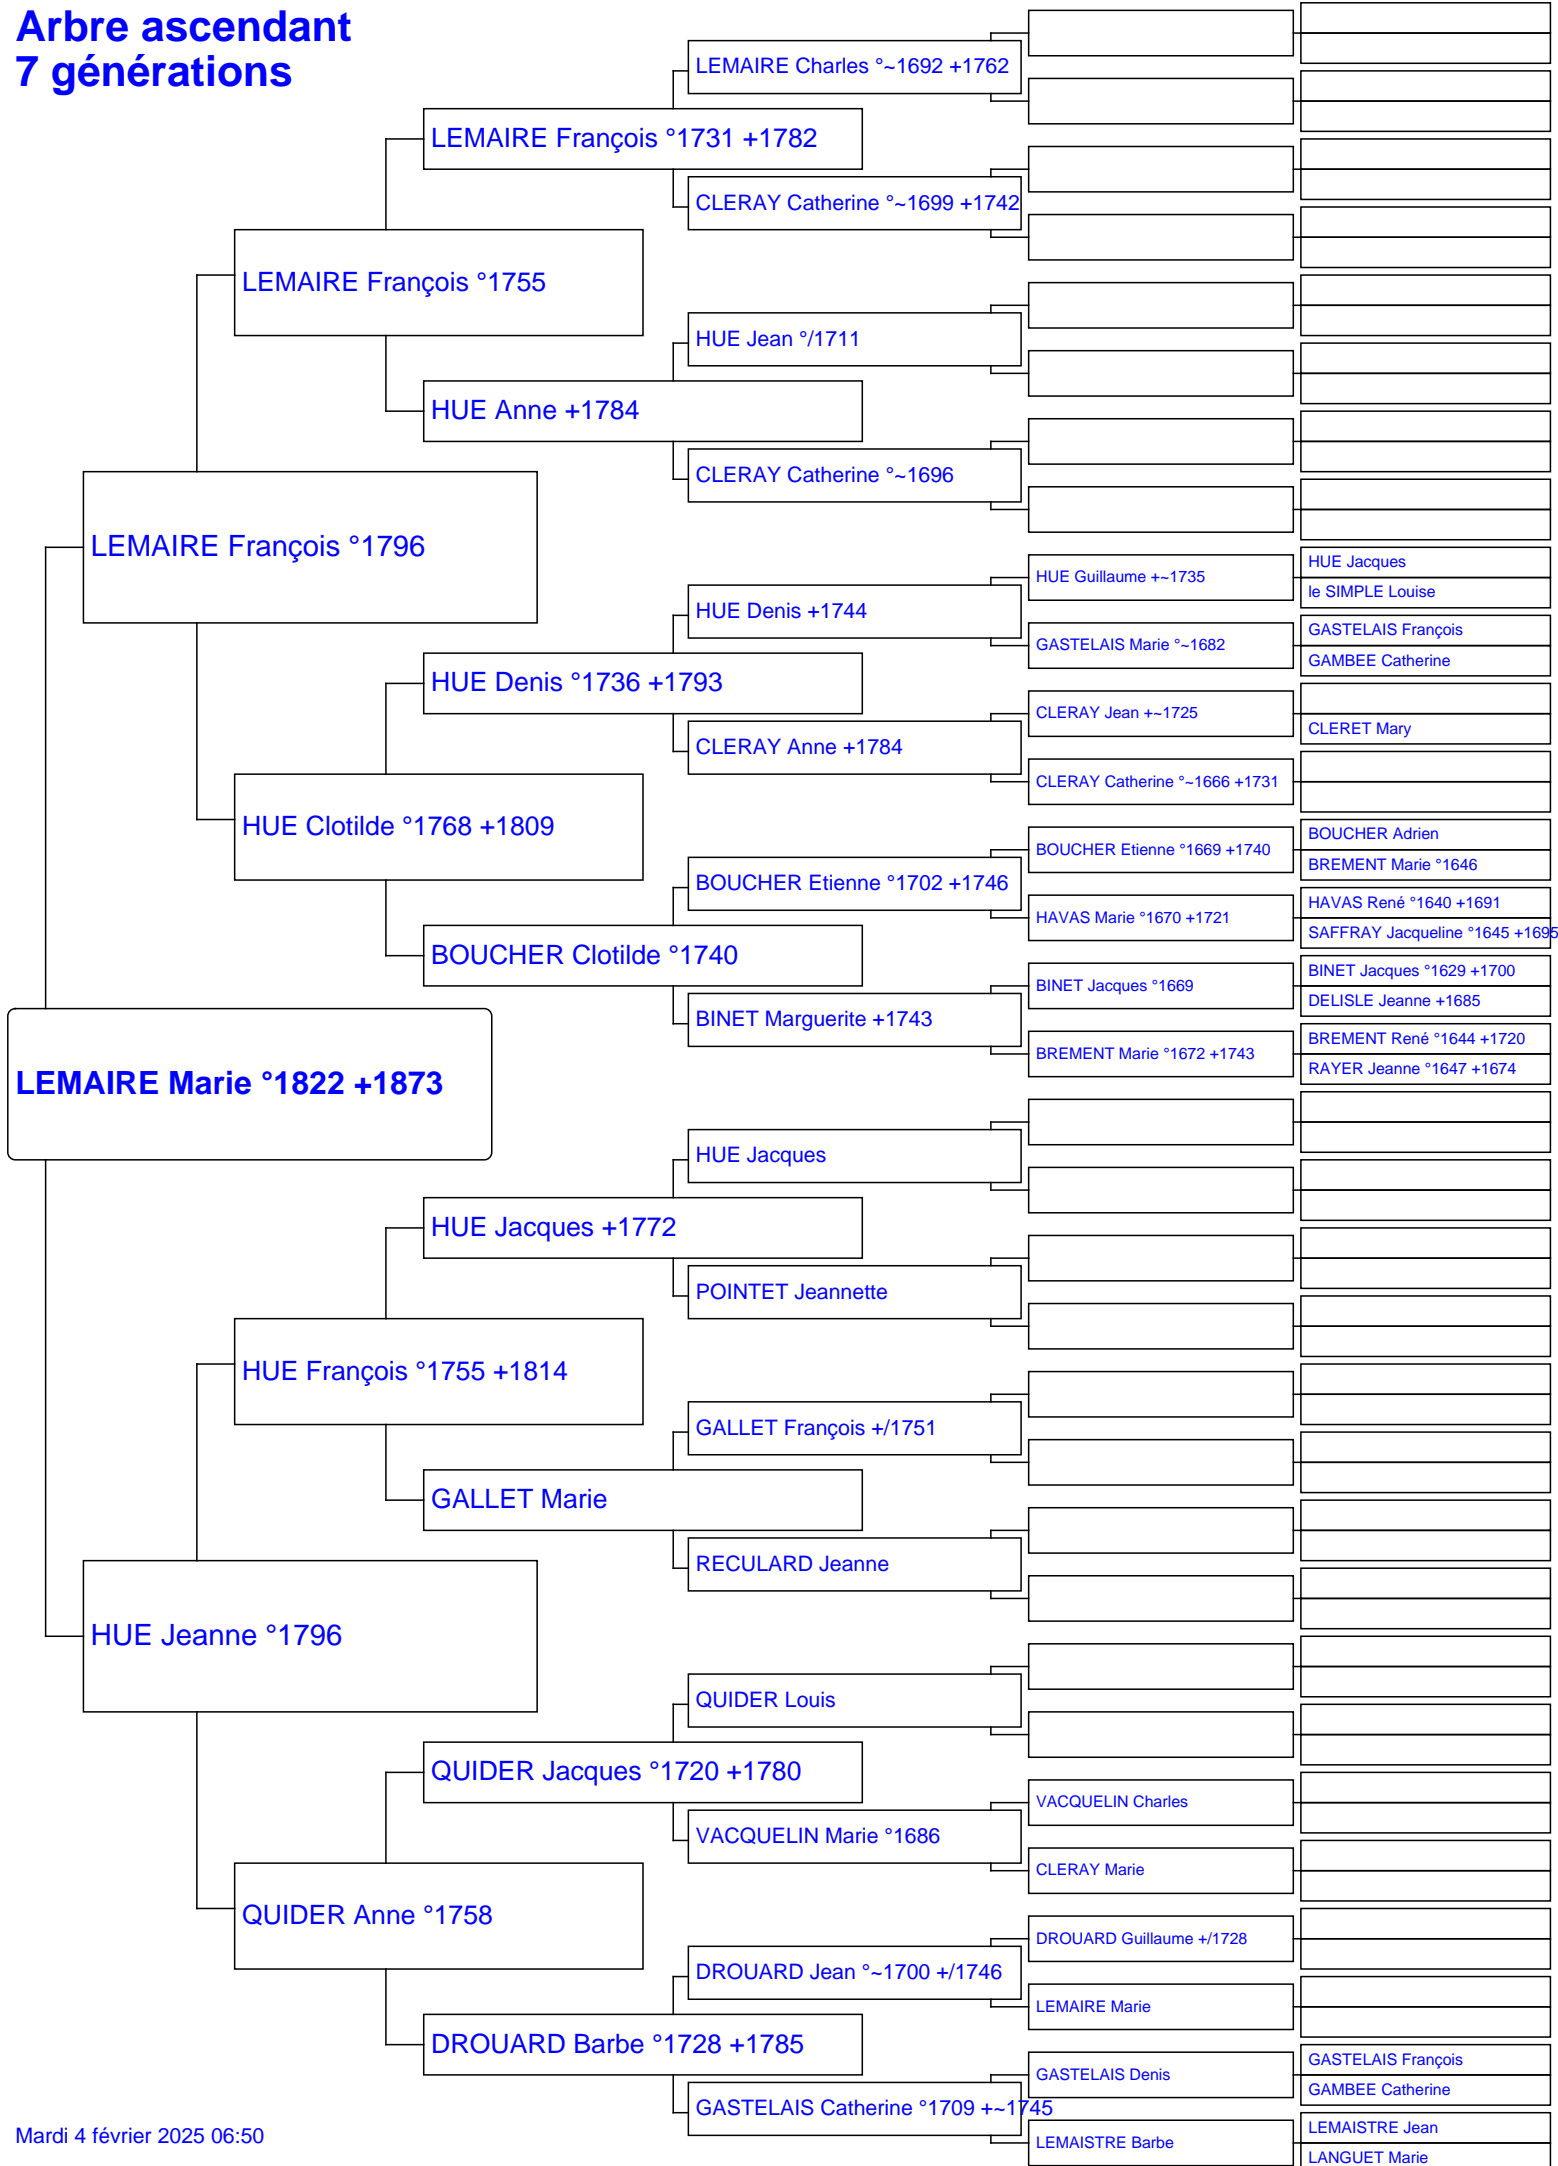 Arbre ascendant
7 générations
LEMAIRE Charles °~1692 +1762
LEMAIRE François °1731 +1782
CLERAY Catherine °~1699 +1742
LEMAIRE François °1755
HUE Jean °/1711
HUE Anne +1784
CLERAY Catherine °~1696
LEMAIRE François °1796
HUE Jacques
HUE Guillaume +~1735
le SIMPLE Louise
HUE Denis +1744
GASTELAIS François
GASTELAIS Marie °~1682
GAMBEE Catherine
HUE Denis °1736 +1793
CLERAY Jean +~1725
CLERET Mary
CLERAY Anne +1784
CLERAY Catherine °~1666 +1731
HUE Clotilde °1768 +1809
BOUCHER Adrien
BOUCHER Etienne °1669 +1740
BREMENT Marie °1646
BOUCHER Etienne °1702 +1746
HAVAS René °1640 +1691
HAVAS Marie °1670 +1721
SAFFRAY Jacqueline °1645 +1695
BOUCHER Clotilde °1740
BINET Jacques °1629 +1700
BINET Jacques °1669
DELISLE Jeanne +1685
BINET Marguerite +1743
BREMENT René °1644 +1720
BREMENT Marie °1672 +1743
RAYER Jeanne °1647 +1674
LEMAIRE Marie °1822 +1873
HUE Jacques
HUE Jacques +1772
POINTET Jeannette
HUE François °1755 +1814
GALLET François +/1751
GALLET Marie
RECULARD Jeanne
HUE Jeanne °1796
QUIDER Louis
QUIDER Jacques °1720 +1780
VACQUELIN Charles
VACQUELIN Marie °1686
CLERAY Marie
QUIDER Anne °1758
DROUARD Guillaume +/1728
DROUARD Jean °~1700 +/1746
LEMAIRE Marie
DROUARD Barbe °1728 +1785
GASTELAIS François
GASTELAIS Denis
GAMBEE Catherine
GASTELAIS Catherine °1709 +~1745
LEMAISTRE Jean
LEMAISTRE Barbe
LANGUET Marie
Mardi 4 février 2025 06:50